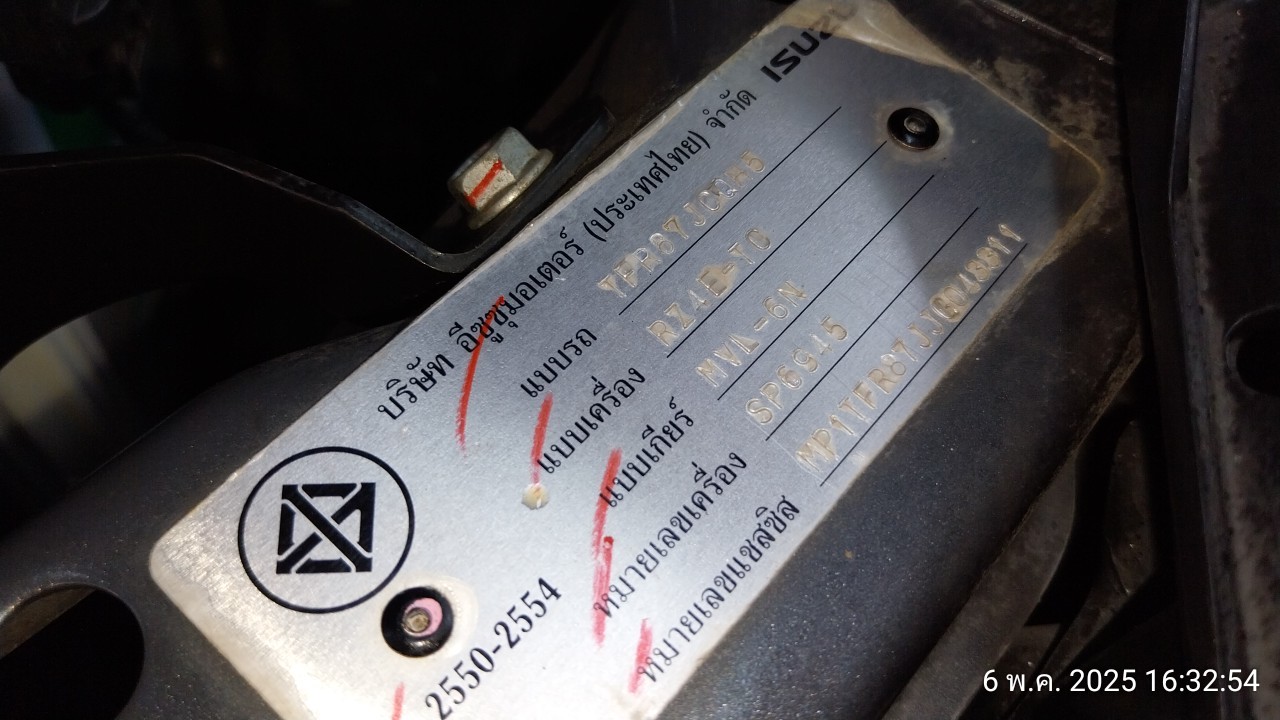 ISUZU
บริษัท อีซูซุมอเตอร์ (ประเทศไทย) จำกัด
แบบรถ
แบบเครื่อง RZ4E-TC
แบบเกียร์ MVL-6N
หมายเลขเครื่อง SP6945
หมายเลขแชสซิส
2550-2554
6 พ.ค. 2025 16:32:54